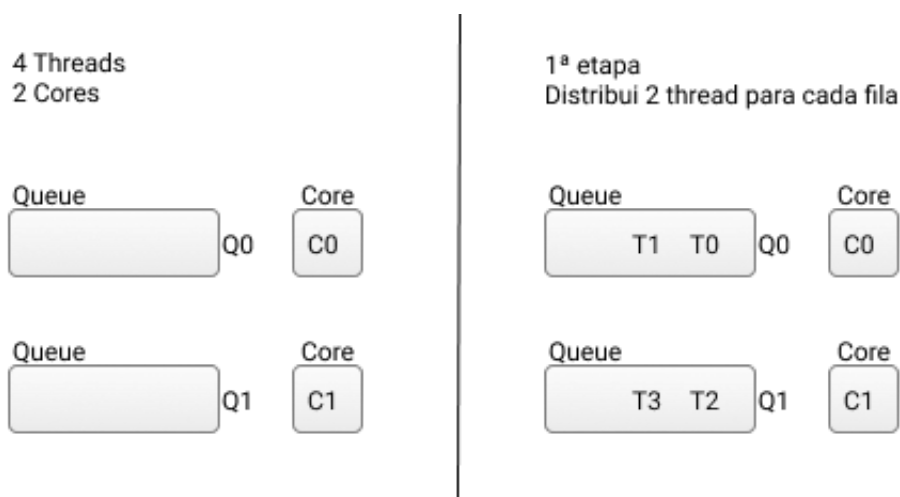 4 Threads
2 Cores
Queue
Core
Q0
C0
Queue
Core
Q1
C1
1ª etapa
Distribui 2 thread para cada fila
Queue
Core
T1 T0
Q0
C0
Queue
Core
T3 T2
Q1
C1